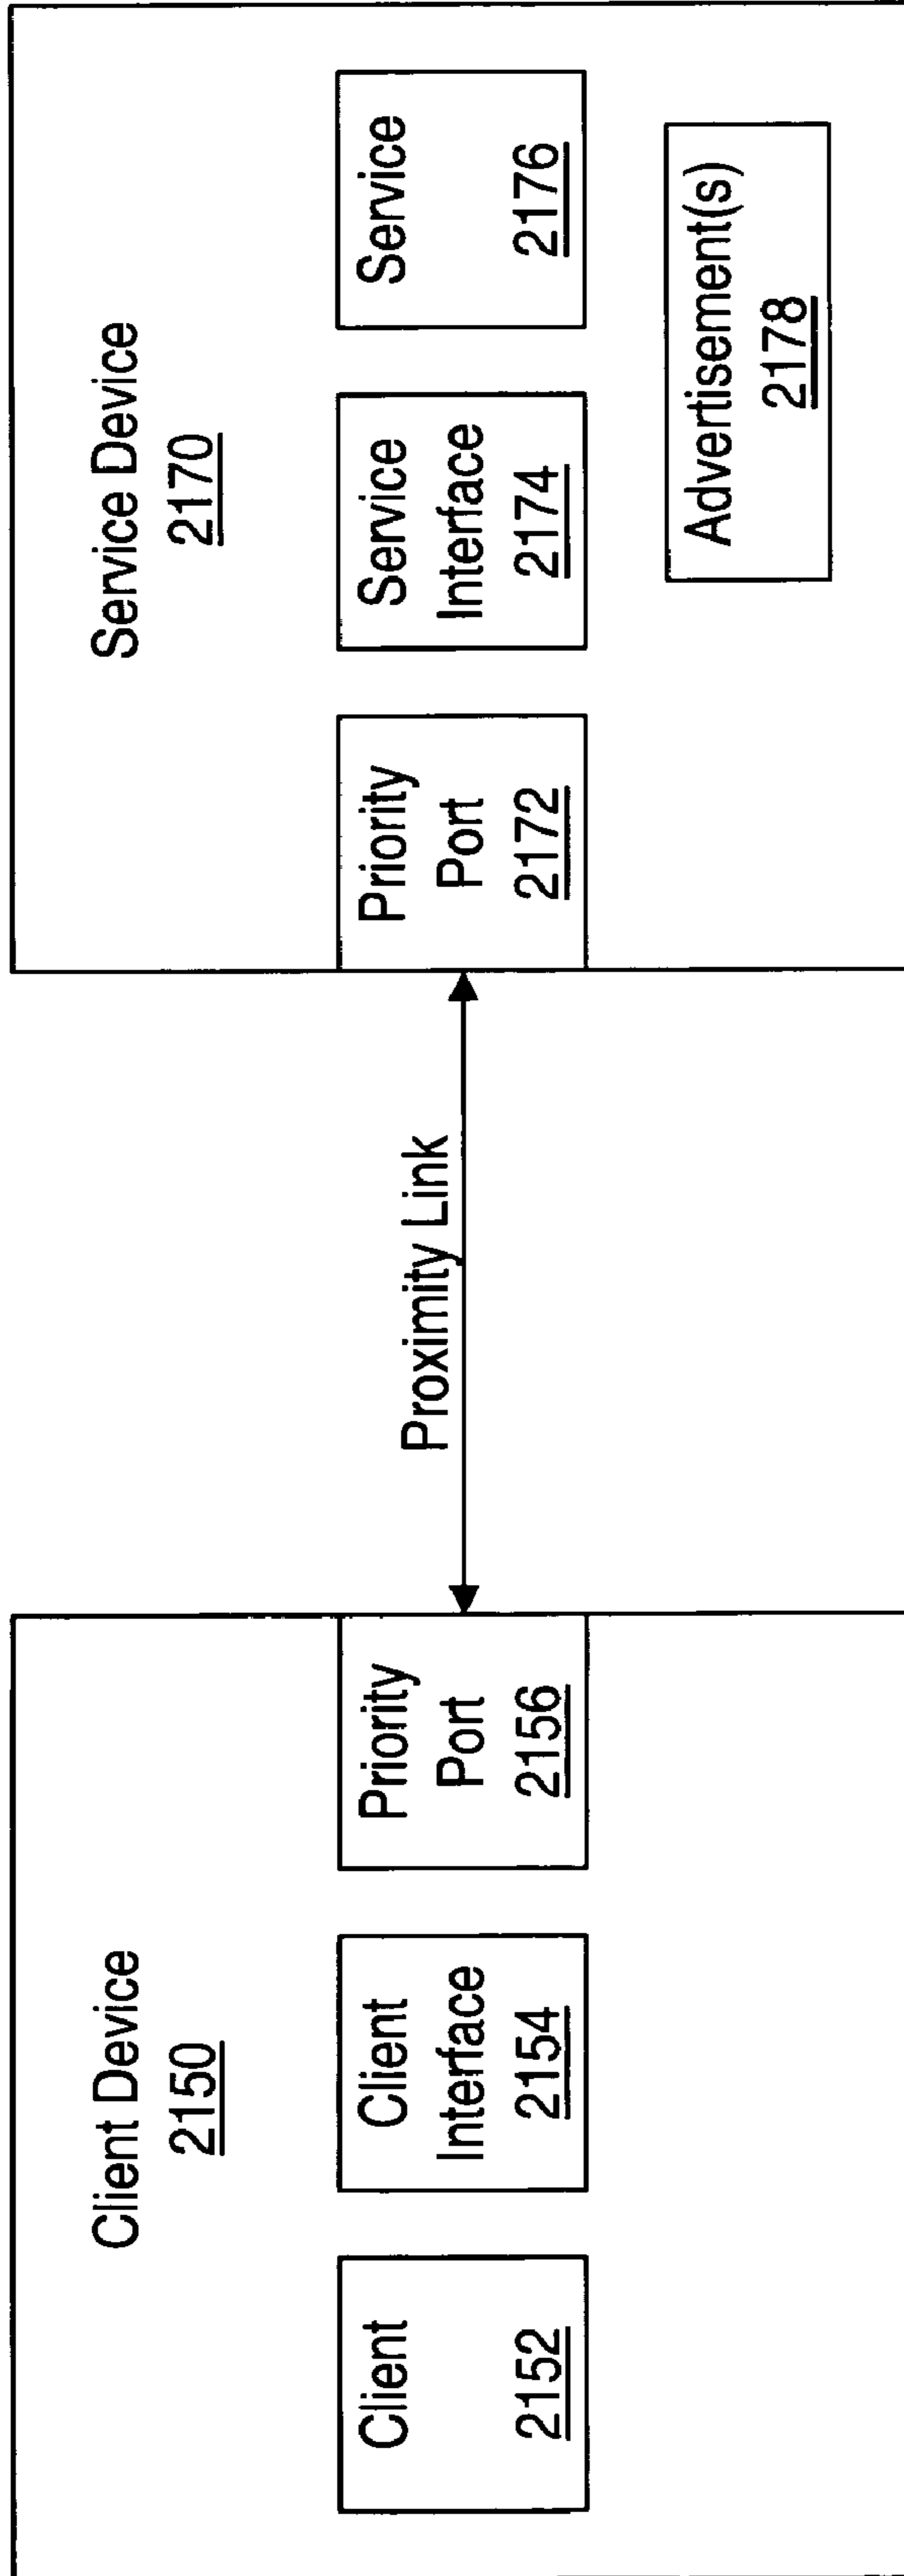 Client Device
2150
Client
2152
Client
Interface
2154
Priority
Port
2156
Proximity Link
Service Device
2170
Priority
Port
2172
Service
Interface
2174
Service
2176
Advertisement(s)
2178